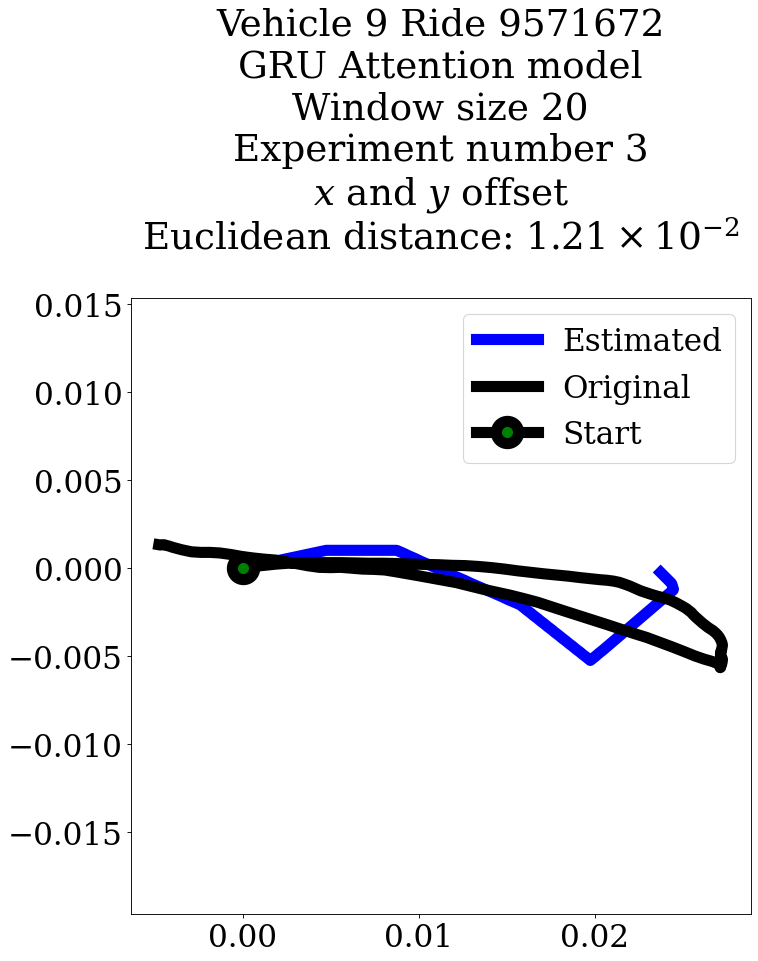 Vehicle 9 Ride 9571672
GRU Attention model
Window size 20
Experiment number 3
x and y offset
Euclidean distance: 1.21 × 10⁻²
0.015
0.010
0.005
0.000
−0.005
−0.010
−0.015
Estimated
Original
Start
0.00
0.01
0.02